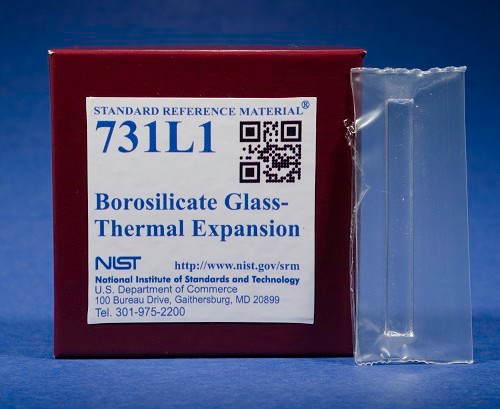 STANDARD REFERENCE MATERIAL®
731L1
Borosilicate Glass-
Thermal Expansion
NIST http://www.nist.gov/srm
National Institute of Standards and Technology
U.S. Department of Commerce
100 Bureau Drive, Gaithersburg, MD 20899
Tel. 301-975-2200